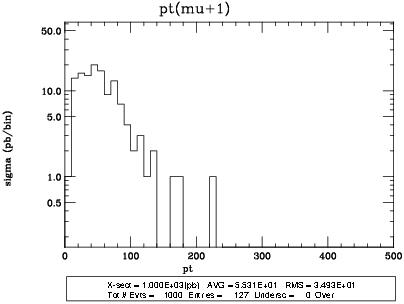 pt(mu+1)
50.0
10.0
5.0
1.0
0.5
sigma (pb/bin)
0 100 200 300 400 500
pt
X-sect = 1.000E+03(pb) AVG = 5.531E+01 RMS = 3.493E+01
Tot # Evts = 1000 Entries = 127 Undersc = 0 Over